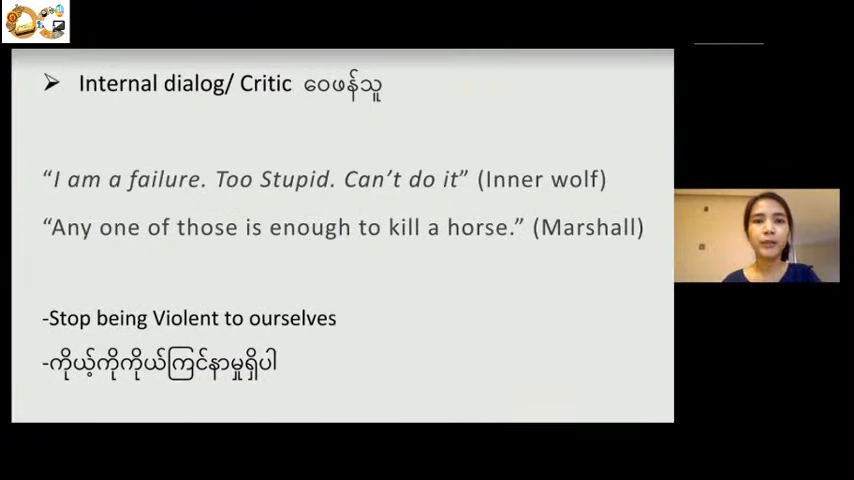 Internal dialog/ Critic ဝေဖန်သူ
“I am a failure. Too Stupid. Can’t do it” (Inner wolf)
“Any one of those is enough to kill a horse.” (Marshall)
-Stop being Violent to ourselves
-ကိုယ့်ကိုကိုယ်ကြင်နာမှုရှိပါ